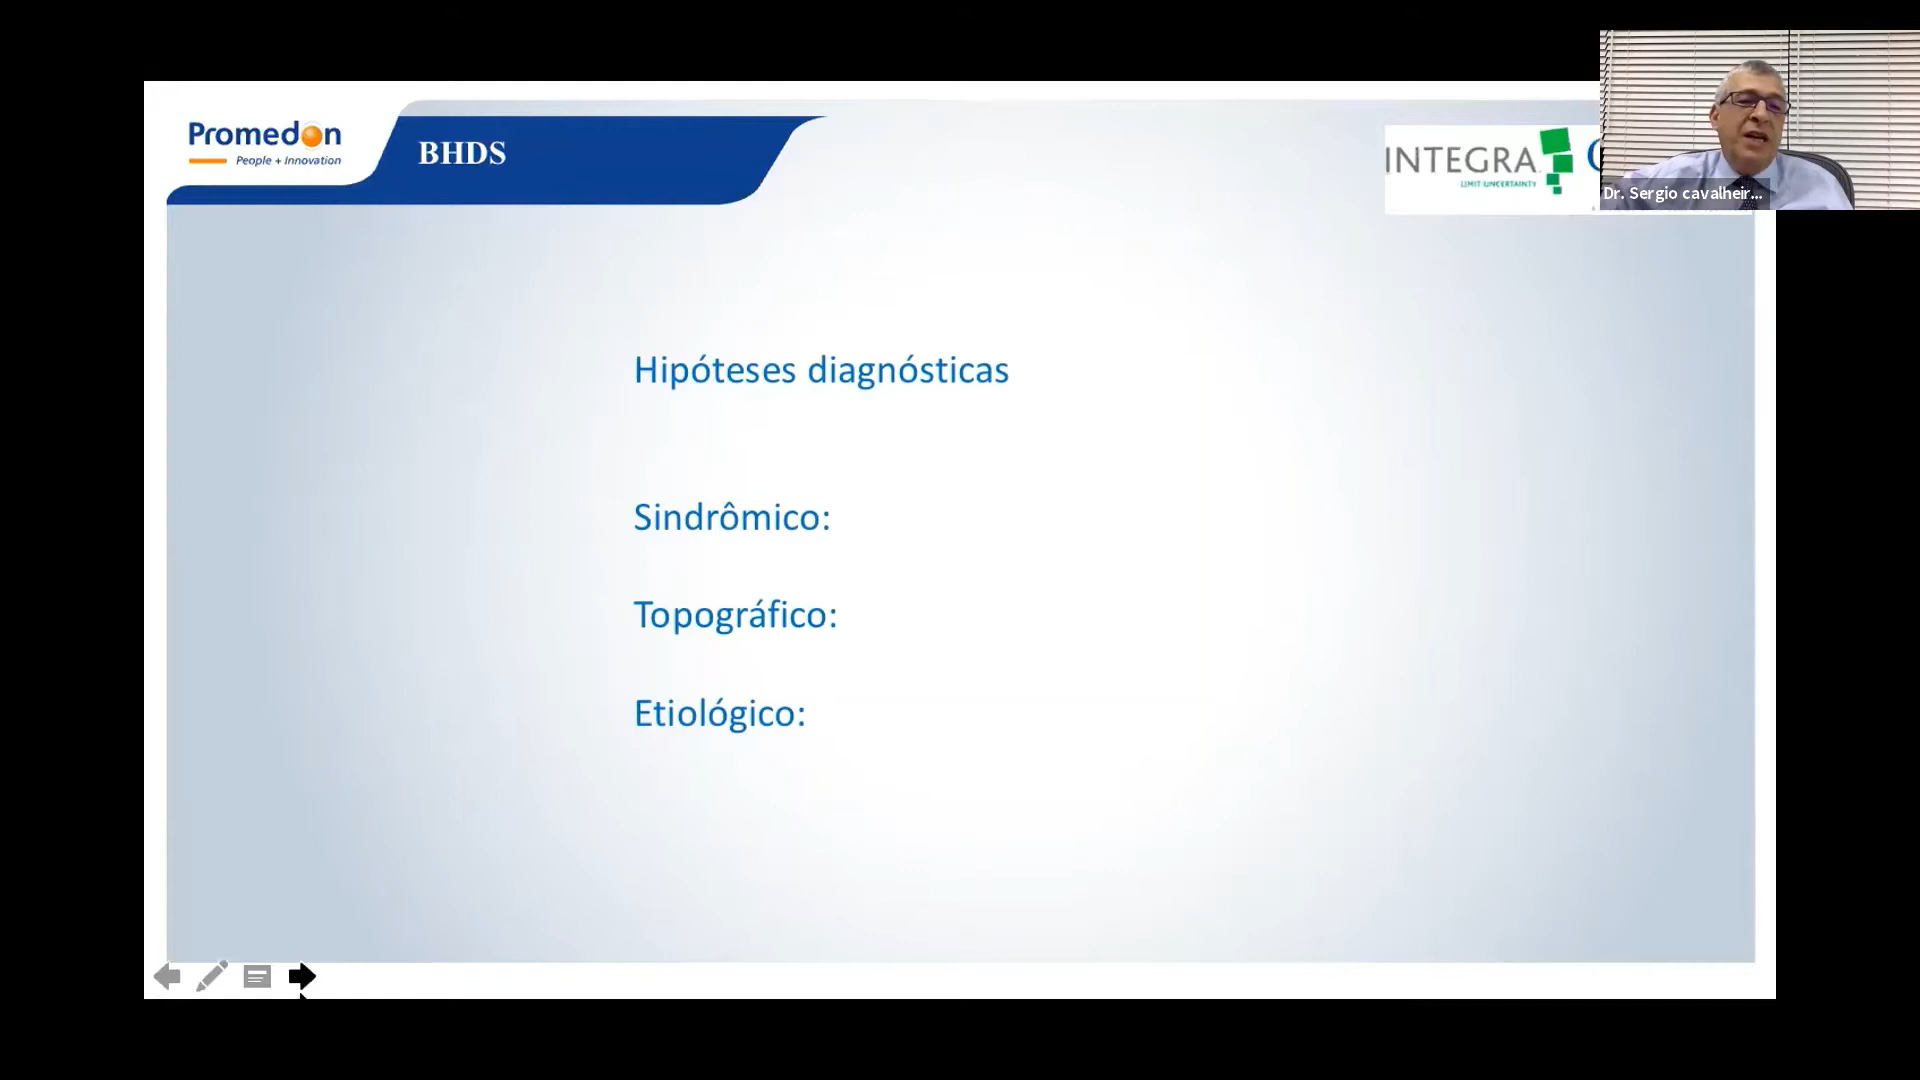 Promedon
People + Innovation
BHDS
INTEGRA
LIMIT UNCERTAINTY
Dr. Sergio cavalheir...
Hipóteses diagnósticas
Sindrômico:
Topográfico:
Etiológico: